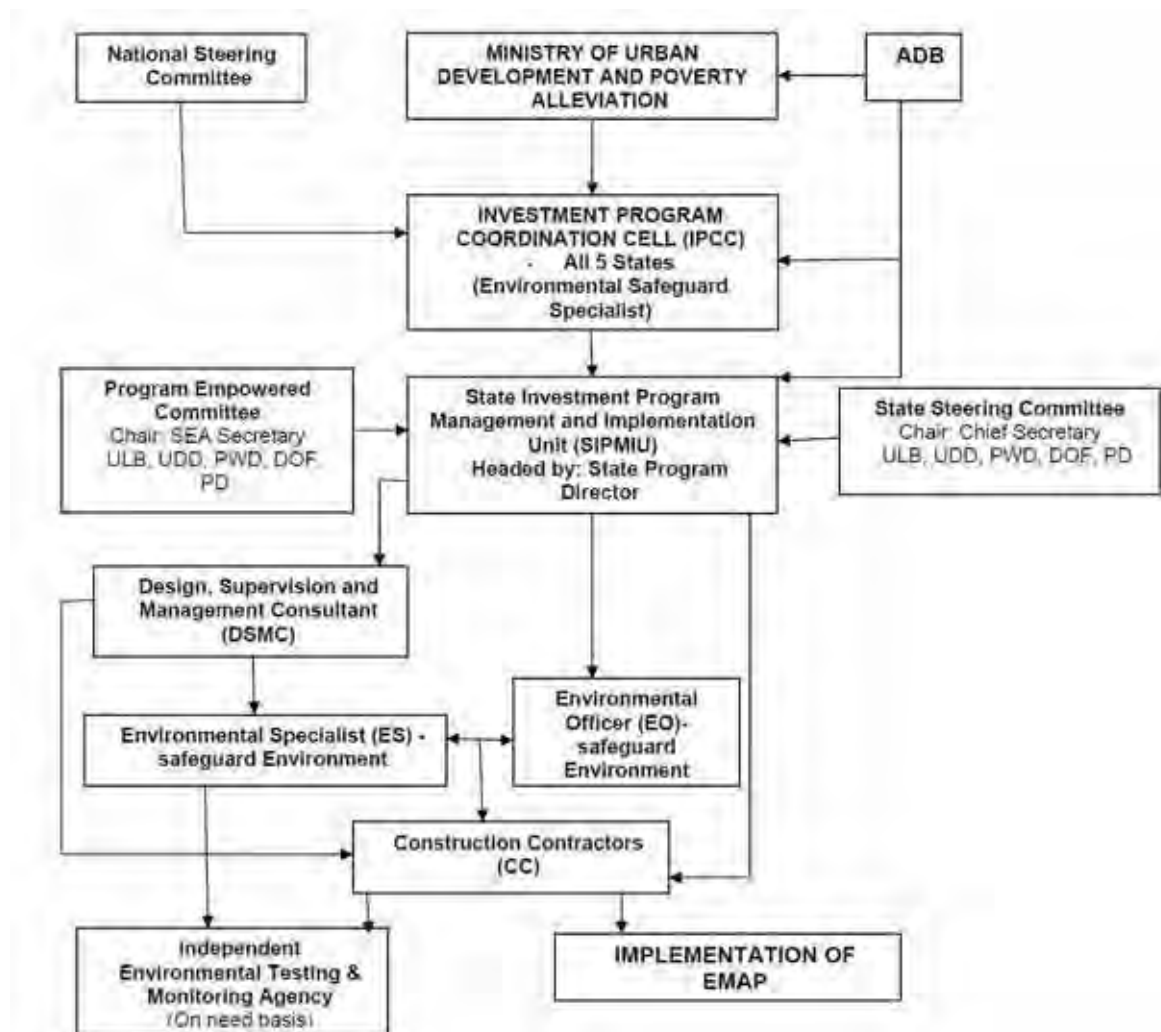 National Steering
Committee
MINISTRY OF URBAN
DEVELOPMENT AND POVERTY
ALLEVIATION
ADB
INVESTMENT PROGRAM
COORDINATION CELL (IPCC)
- All 5 States
(Environmental Safeguard
Specialist)
Program Empowered
Committee
Chair: SEA Secretary
ULB, UDD, PWD, DOF,
PD
State Investment Program
Management and Implementation
Unit (SIPMIU)
Headed by: State Program
Director
State Steering Committee
Chair: Chief Secretary
ULB, UDD, PWD, DOF, PD
Design, Supervision and
Management Consultant
(DSMC)
Environmental Specialist (ES) -
safeguard Environment
Environmental
Officer (EO)-
safeguard
Environment
Construction Contractors
(CC)
Independent
Environmental Testing &
Monitoring Agency
(On need basis)
IMPLEMENTATION OF
EMAP